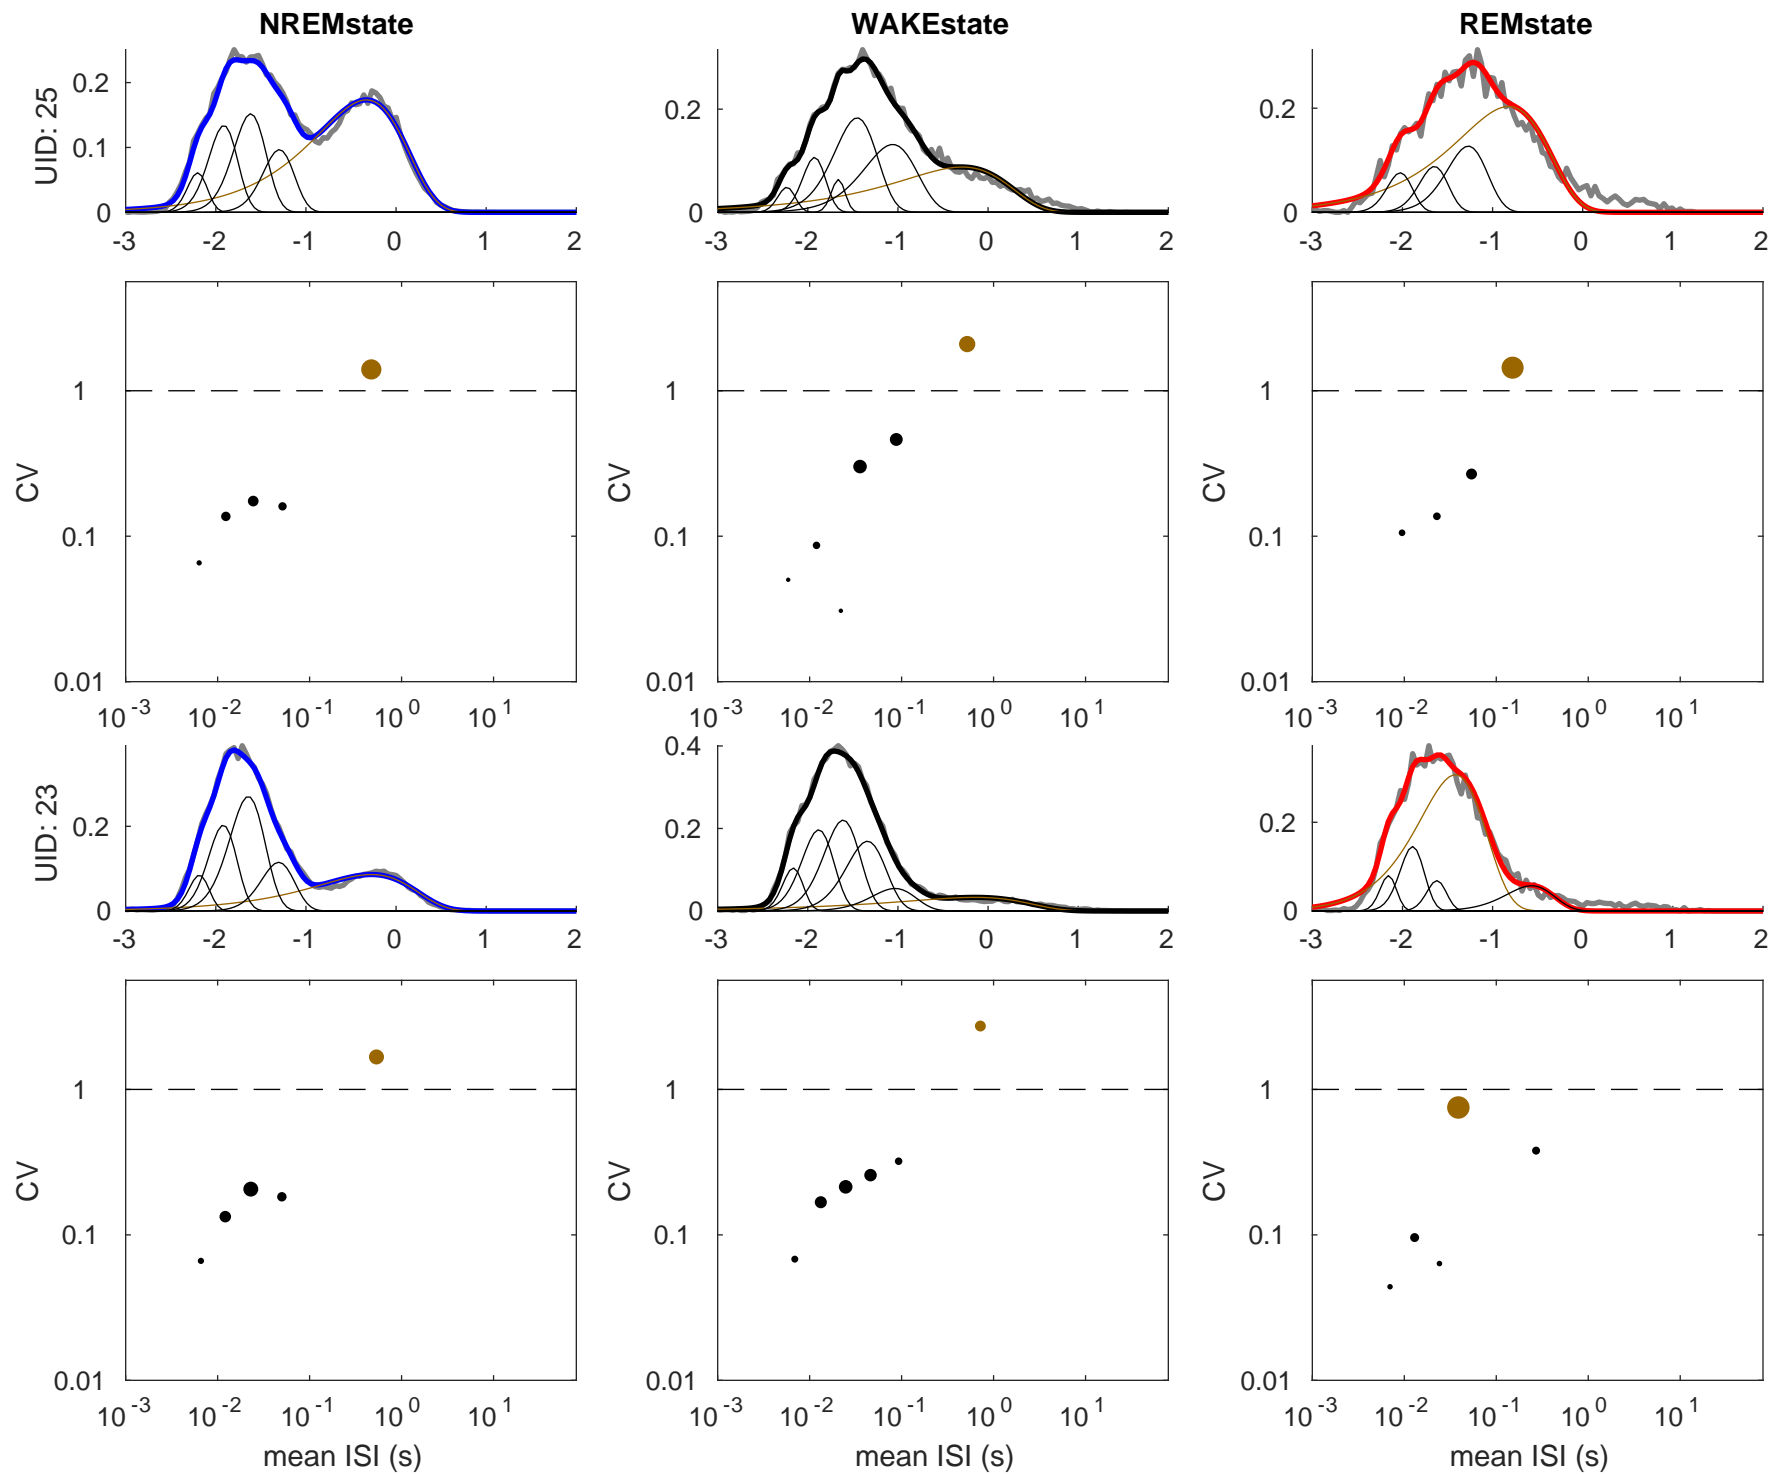 NREMstate WAKEstate REMstate
UID: 25
0.2 0.1 0
-3 -2 -1 0 1 2
0.2 0
-3 -2 -1 0 1 2
0.2 0
-3 -2 -1 0 1 2
CV
1 0.1 0.01
10^-3 10^-2 10^-1 10^0 10^1
CV
1 0.1 0.01
10^-3 10^-2 10^-1 10^0 10^1
CV
1 0.1 0.01
10^-3 10^-2 10^-1 10^0 10^1
UID: 23
0.2 0
-3 -2 -1 0 1 2
0.4 0.2 0
-3 -2 -1 0 1 2
0.2 0
-3 -2 -1 0 1 2
CV
1 0.1 0.01
10^-3 10^-2 10^-1 10^0 10^1
mean ISI (s)
CV
1 0.1 0.01
10^-3 10^-2 10^-1 10^0 10^1
mean ISI (s)
CV
1 0.1 0.01
10^-3 10^-2 10^-1 10^0 10^1
mean ISI (s)